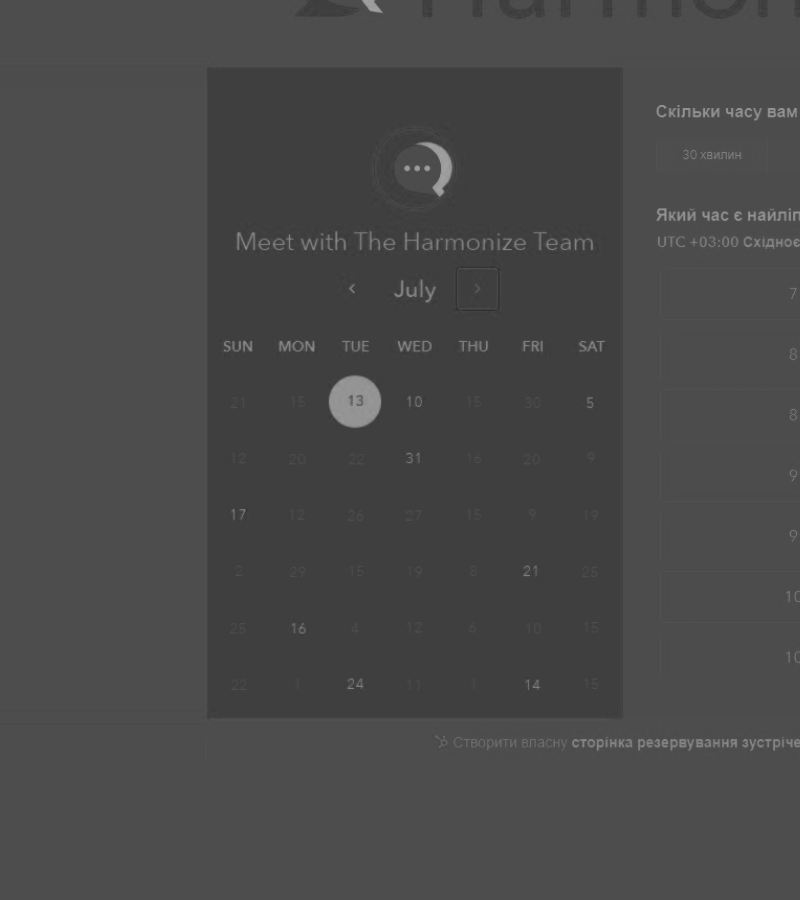 Harmon
Meet with The Harmonize Team
July
SUN MON TUE WED THU FRI SAT
21 15 13 10 15 30 5
12 20 22 31 16 20 9
17 12 26 27 15 9 19
2 29 15 19 8 21 25
25 16 4 12 6 10 15
22 1 24 11 1 14 15
Скільки часу вам
30 хвилин
Який час є найліп
UTC +03:00 Східноє
7
8
8
9
9
10
10
Створити власну сторінка резервування зустріче